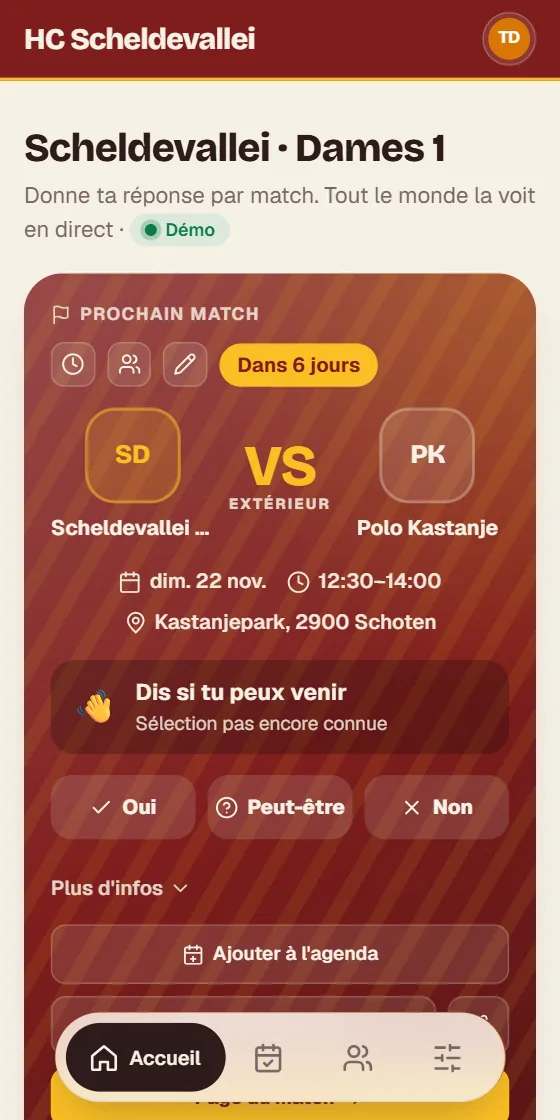 HC Scheldevallei
TD
Scheldevallei · Dames 1
Donne ta réponse par match. Tout le monde la voit
en direct · Démo
PROCHAIN MATCH
Dans 6 jours
SD
VS
PK
EXTÉRIEUR
Scheldevallei ...
Polo Kastanje
dim. 22 nov. 12:30–14:00
Kastanjepark, 2900 Schoten
Dis si tu peux venir
Sélection pas encore connue
Oui
Peut-être
Non
Plus d'infos
Ajouter à l'agenda
Accueil